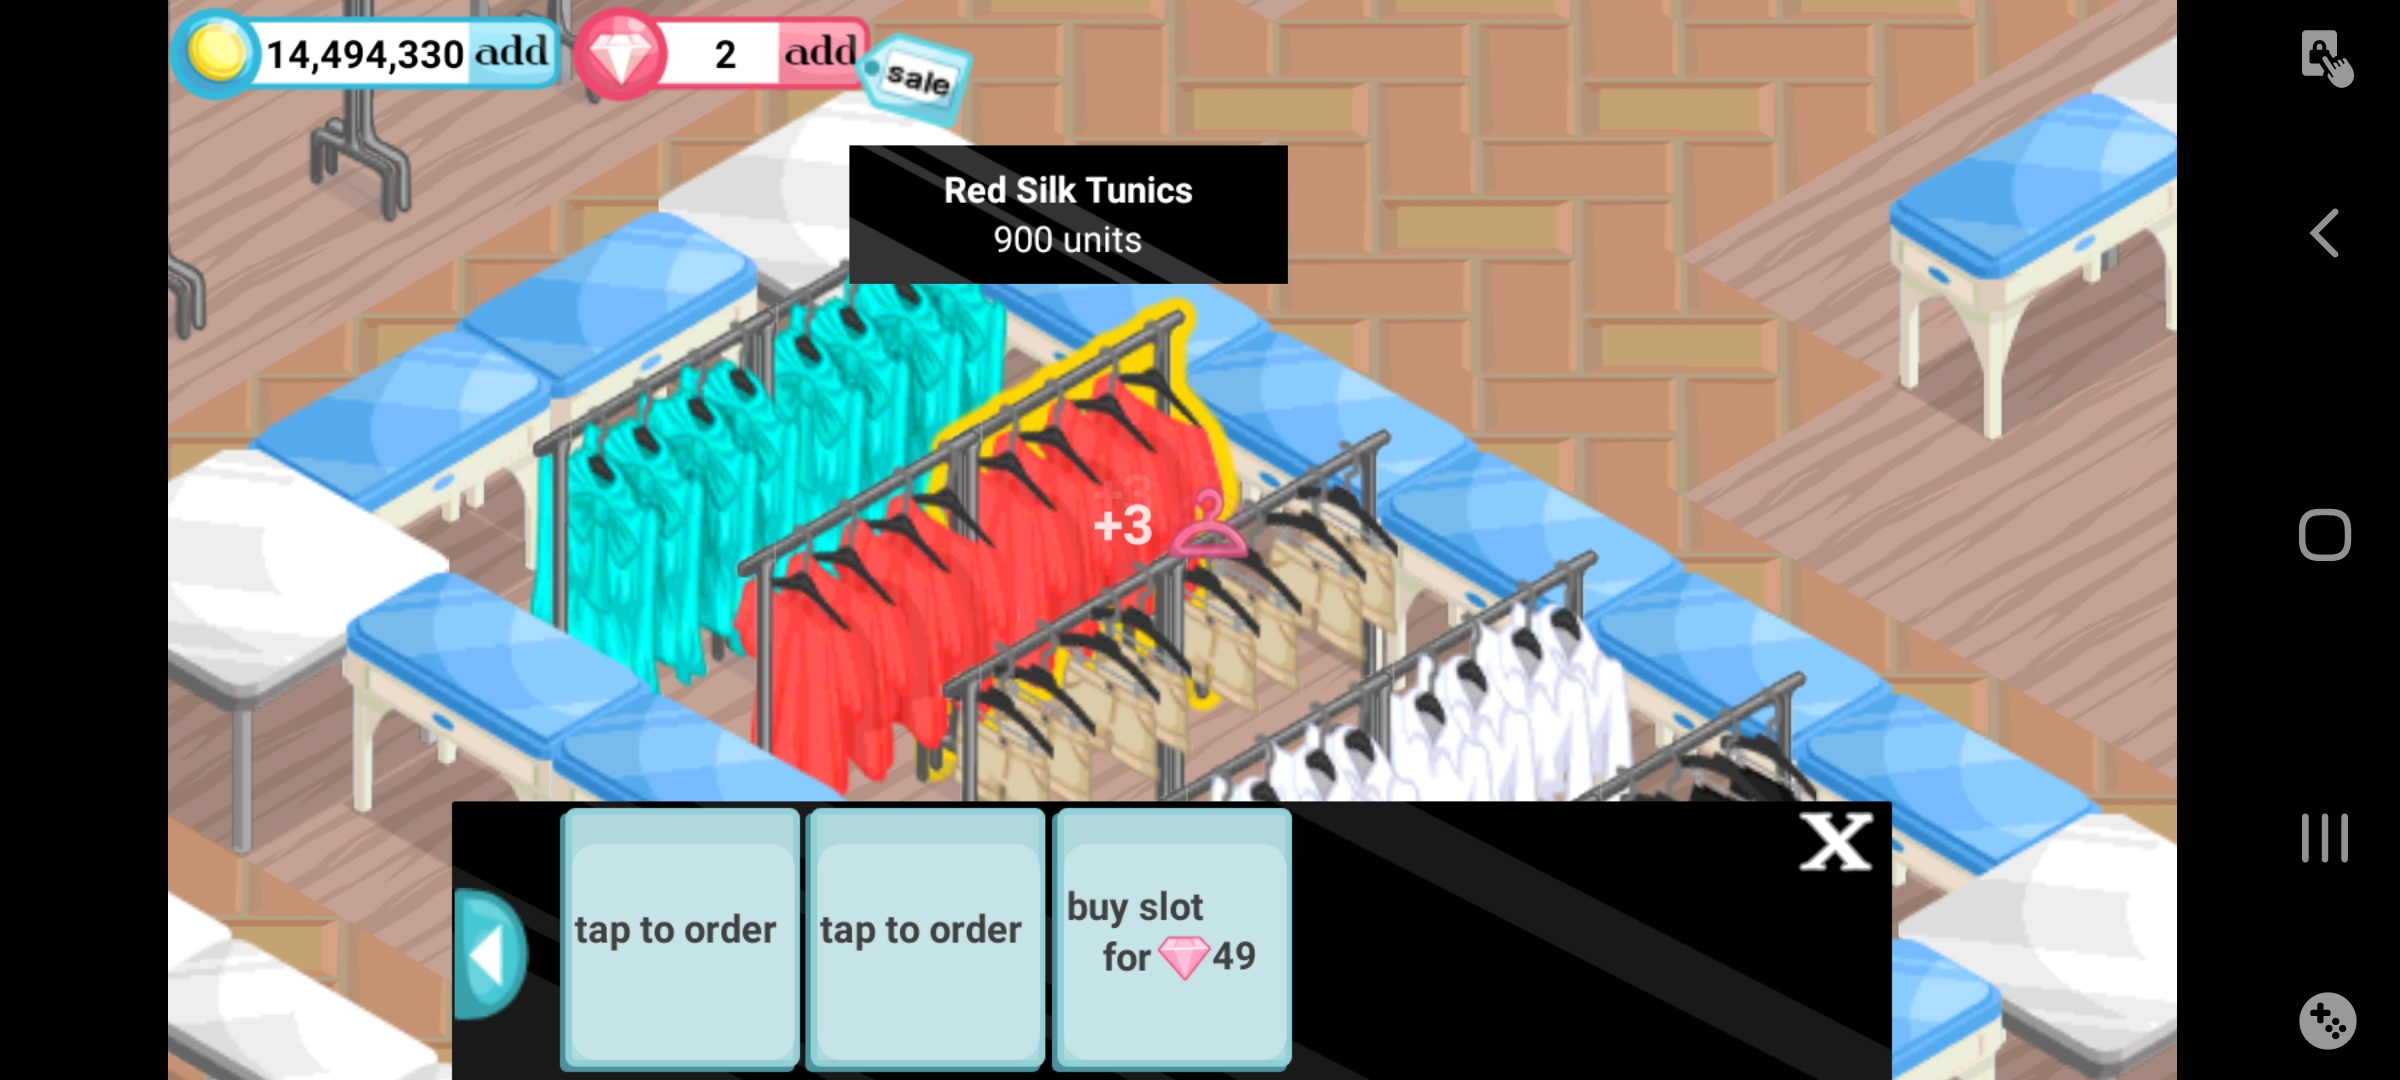 14,494,330 add
2 add
sale
Red Silk Tunics
900 units
+3
+3
tap to order
tap to order
buy slot
for 49
X